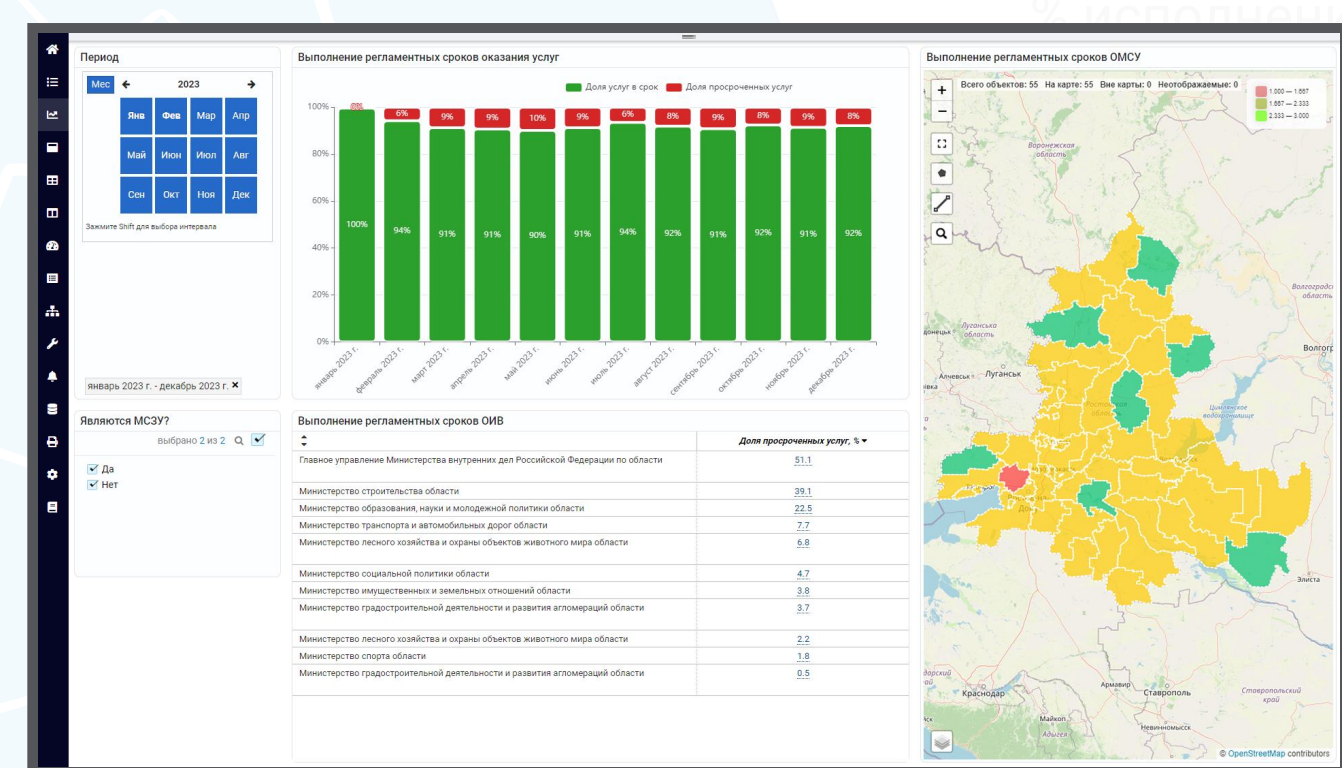 % исполнени
Период
Мес
2023
Янв Фев Мар Апр
Май Июн Июл Авг
Сен Окт Ноя Дек
Зажмите Shift для выбора интервала
январь 2023 г. - декабрь 2023 г. ×
Являются МСЗУ?
выбрано 2 из 2
Да
Нет
Выполнение регламентных сроков оказания услуг
Доля услуг в срок Доля просроченных услуг
100%
80%
60%
40%
20%
0%
0% 6% 9% 9% 10% 9% 6% 8% 9% 8% 9% 8%
100% 94% 91% 91% 90% 91% 94% 92% 91% 92% 91% 92%
январь 2023 г. февраль 2023 г. март 2023 г. апрель 2023 г. май 2023 г. июнь 2023 г. июль 2023 г. август 2023 г. сентябрь 2023 г. октябрь 2023 г. ноябрь 2023 г. декабрь 2023 г.
Выполнение регламентных сроков ОИВ
Доля просроченных услуг, %
Главное управление Министерства внутренних дел Российской Федерации по области 51.1
Министерство строительства области 39.1
Министерство образования, науки и молодежной политики области 22.5
Министерство транспорта и автомобильных дорог области 7.7
Министерство лесного хозяйства и охраны объектов животного мира области 6.8
Министерство социальной политики области 4.7
Министерство имущественных и земельных отношений области 3.8
Министерство градостроительной деятельности и развития агломераций области 3.7
Министерство лесного хозяйства и охраны объектов животного мира области 2.2
Министерство спорта области 1.8
Министерство градостроительной деятельности и развития агломераций области 0.5
Выполнение регламентных сроков ОМСУ
Всего объектов: 55 На карте: 55 Вне карты: 0 Неотображаемые: 0
1.000 — 1.667
1.667 — 2.333
2.333 — 3.000
Воронежская
область
Волгоградс
область
Луганська
область
донецьк
Волгогр
Алчевськ
Луганськ
Цимлянское
водохранилище
Элиста
Краснодар
Армавир
Ставрополь
Ставропольский
край
Майкоп
Адыгея
Невинномысск
© OpenStreetMap contributors